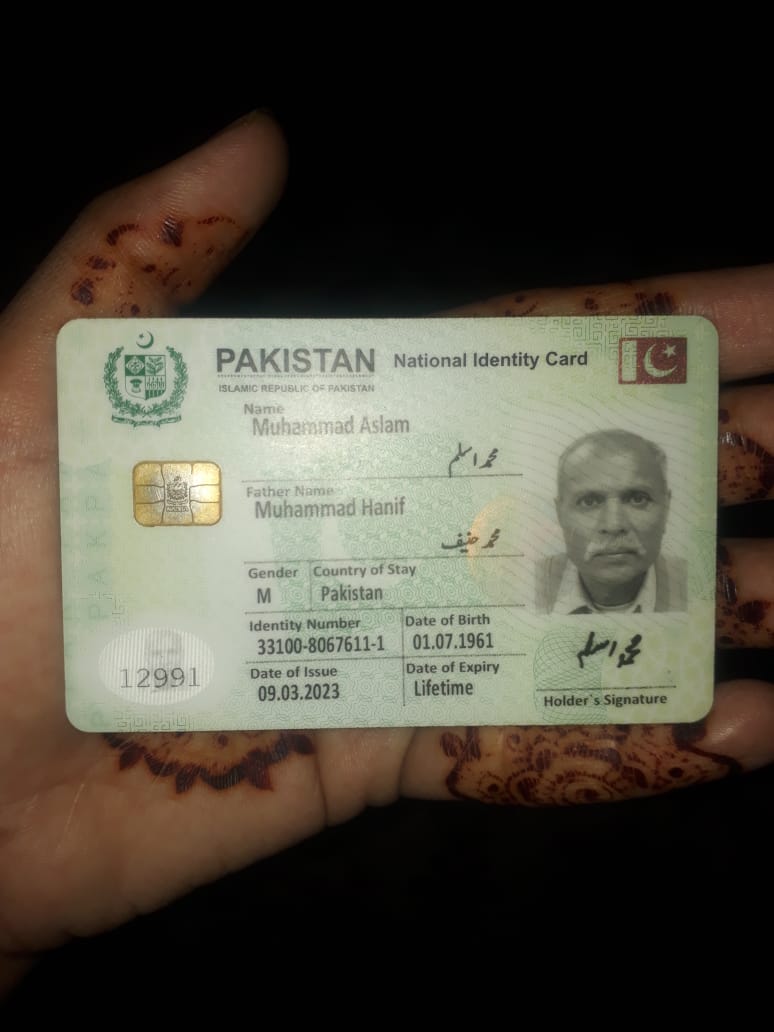 PAKISTAN National Identity Card
ISLAMIC REPUBLIC OF PAKISTAN
Name
Muhammad Aslam
محمد اسلم
Father Name
Muhammad Hanif
محمد حنیف
Gender Country of Stay
M Pakistan
Identity Number Date of Birth
33100-8067611-1 01.07.1961
Date of Issue Date of Expiry
09.03.2023 Lifetime
12991
محمد اسلم
Holder's Signature